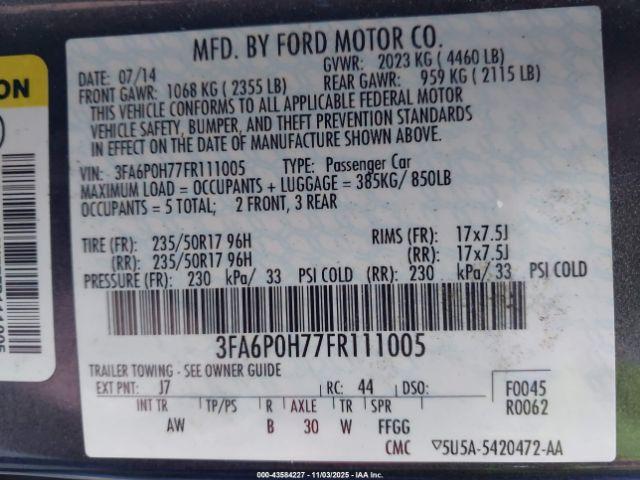 MFD. BY FORD MOTOR CO.
DATE: 07/14
GVWR: 2023 KG ( 4460 LB)
FRONT GAWR: 1068 KG ( 2355 LB)
REAR GAWR: 959 KG ( 2115 LB)
THIS VEHICLE CONFORMS TO ALL APPLICABLE FEDERAL MOTOR
VEHICLE SAFETY, BUMPER, AND THEFT PREVENTION STANDARDS
IN EFFECT ON THE DATE OF MANUFACTURE SHOWN ABOVE.
VIN: 3FA6P0H77FR111005 TYPE: Passenger Car
MAXIMUM LOAD = OCCUPANTS + LUGGAGE = 385KG/ 850LB
OCCUPANTS = 5 TOTAL; 2 FRONT, 3 REAR
TIRE (FR): 235/50R17 96H RIMS (FR): 17x7.5J
(RR): 235/50R17 96H (RR): 17x7.5J
PRESSURE (FR): 230 kPa/ 33 PSI COLD (RR): 230 kPa/ 33 PSI COLD
3FA6P0H77FR111005
TRAILER TOWING - SEE OWNER GUIDE
EXT PNT: J7 RC: 44 DSO: F0045
R0062
INT TR TP/PS R AXLE TR SPR
AW B 30 W FFGG
CMC ▽5U5A-5420472-AA
ON
000-43584227 - 11/03/2025 - IAA Inc.